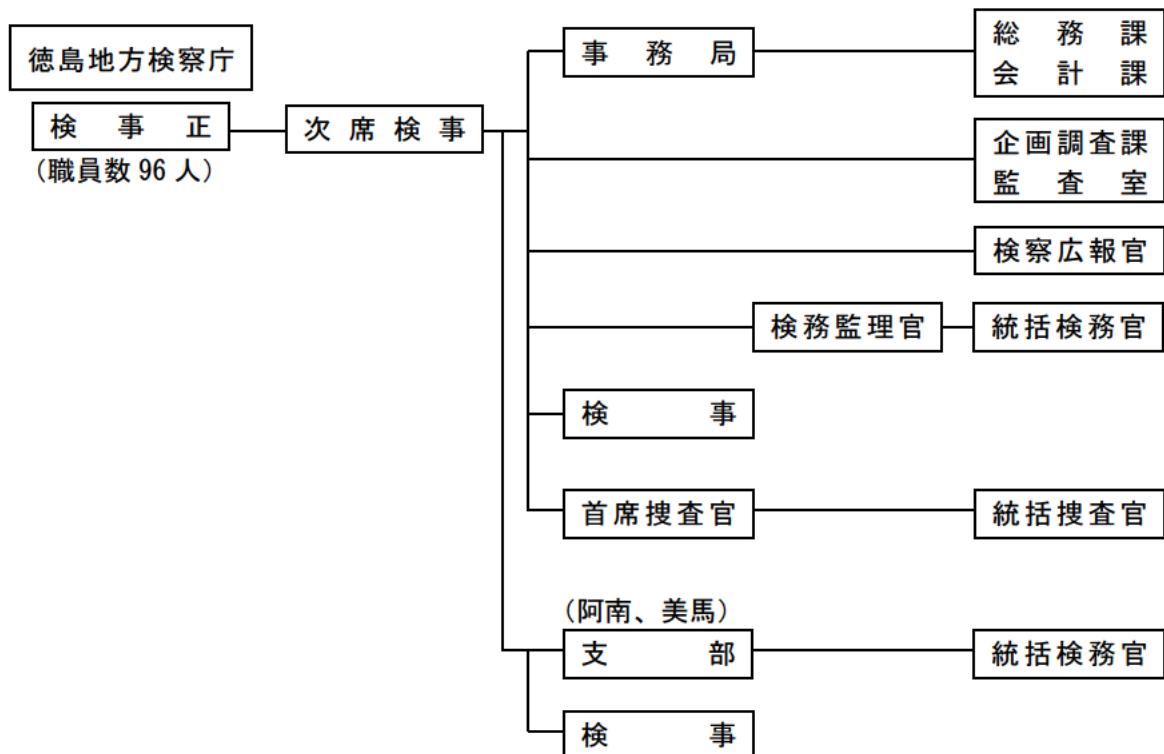 徳島地方検察庁
検事正
(職員数 96 人)
次席検事
事務局
総務課
会計課
企画調査課
監査室
検察広報官
検務監理官
統括検務官
検事
首席捜査官
統括捜査官
(阿南、美馬)
支部
統括検務官
検事